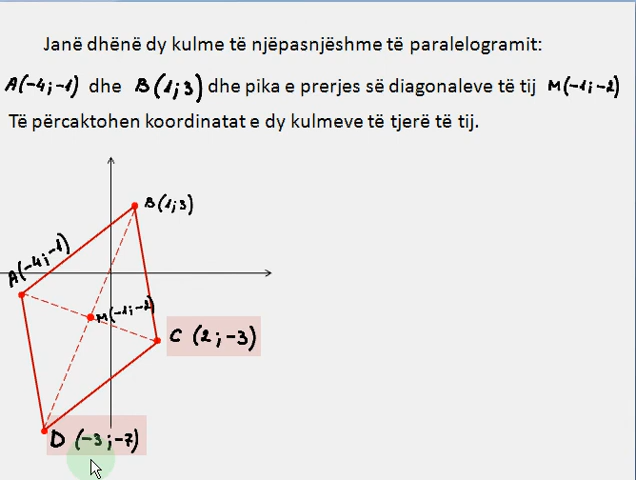 Janë dhënë dy kulme të njëpasnjëshme të paralelogramit:
A(-4;-1) dhe B(1;3) dhe pika e prerjes së diagonaleve të tij M(-1;-2)
Të përcaktohen koordinatat e dy kulmeve të tjerë të tij.
B(1;3)
A(-4;-1)
M(-1;-2)
C (2;-3)
D (-3;-7)